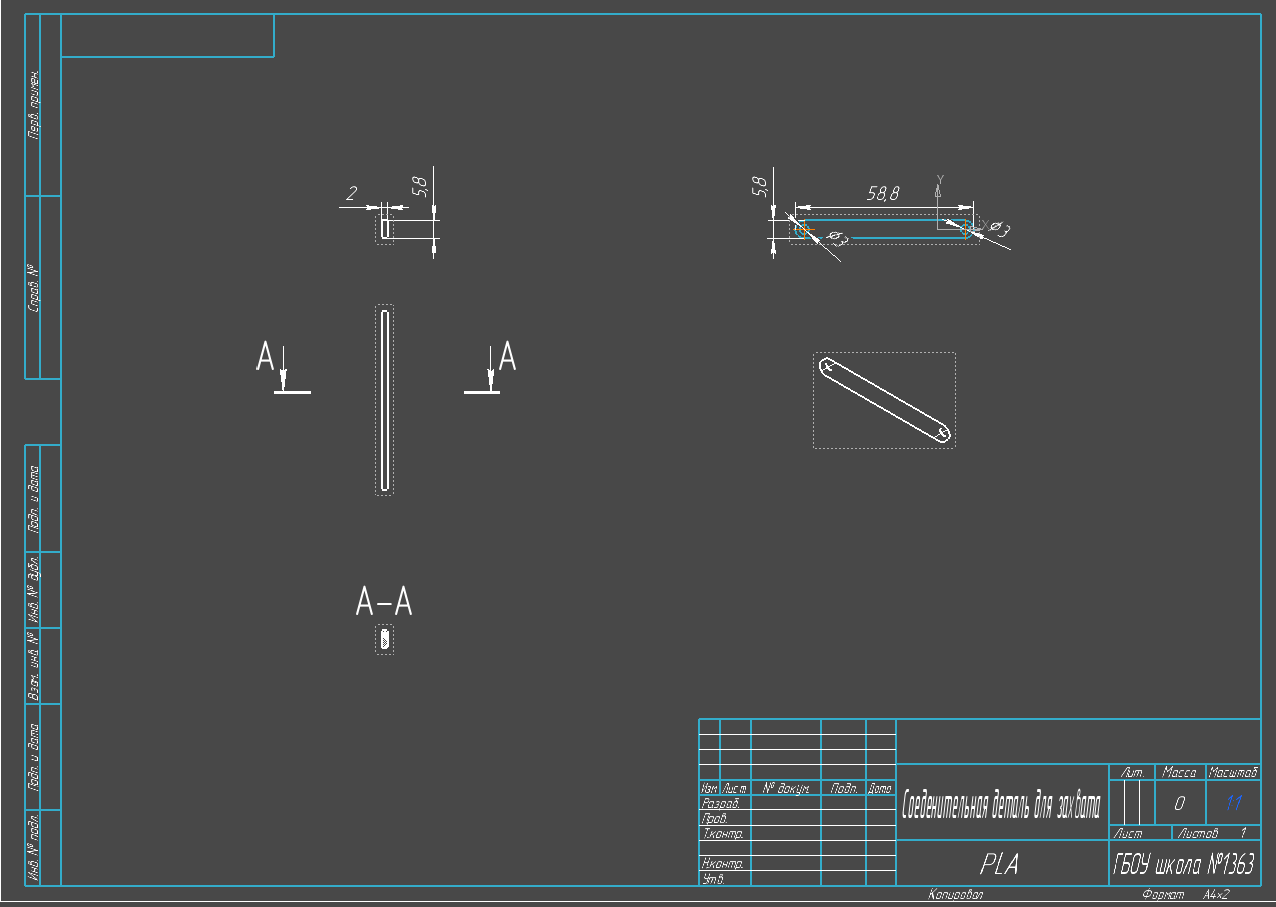 Перв. примен.
Справ. №
Подп. и дата
Инв. № дубл.
Взам. инв. №
Подп. и дата
Инв. № подл.
2
5,8
5,8
58,8
Y
X
⌀3
⌀3
А
А
А-А
Изм
Лист
№ докум.
Подп.
Дата
Разраб.
Пров.
Т.контр.
Н.контр.
Утв.
Соеденительная деталь для захвата
Лит.
Масса
Масштаб
0
11
Лист
Листов 1
PLA
ГБОУ школа №1363
Копировал
Формат A4x2